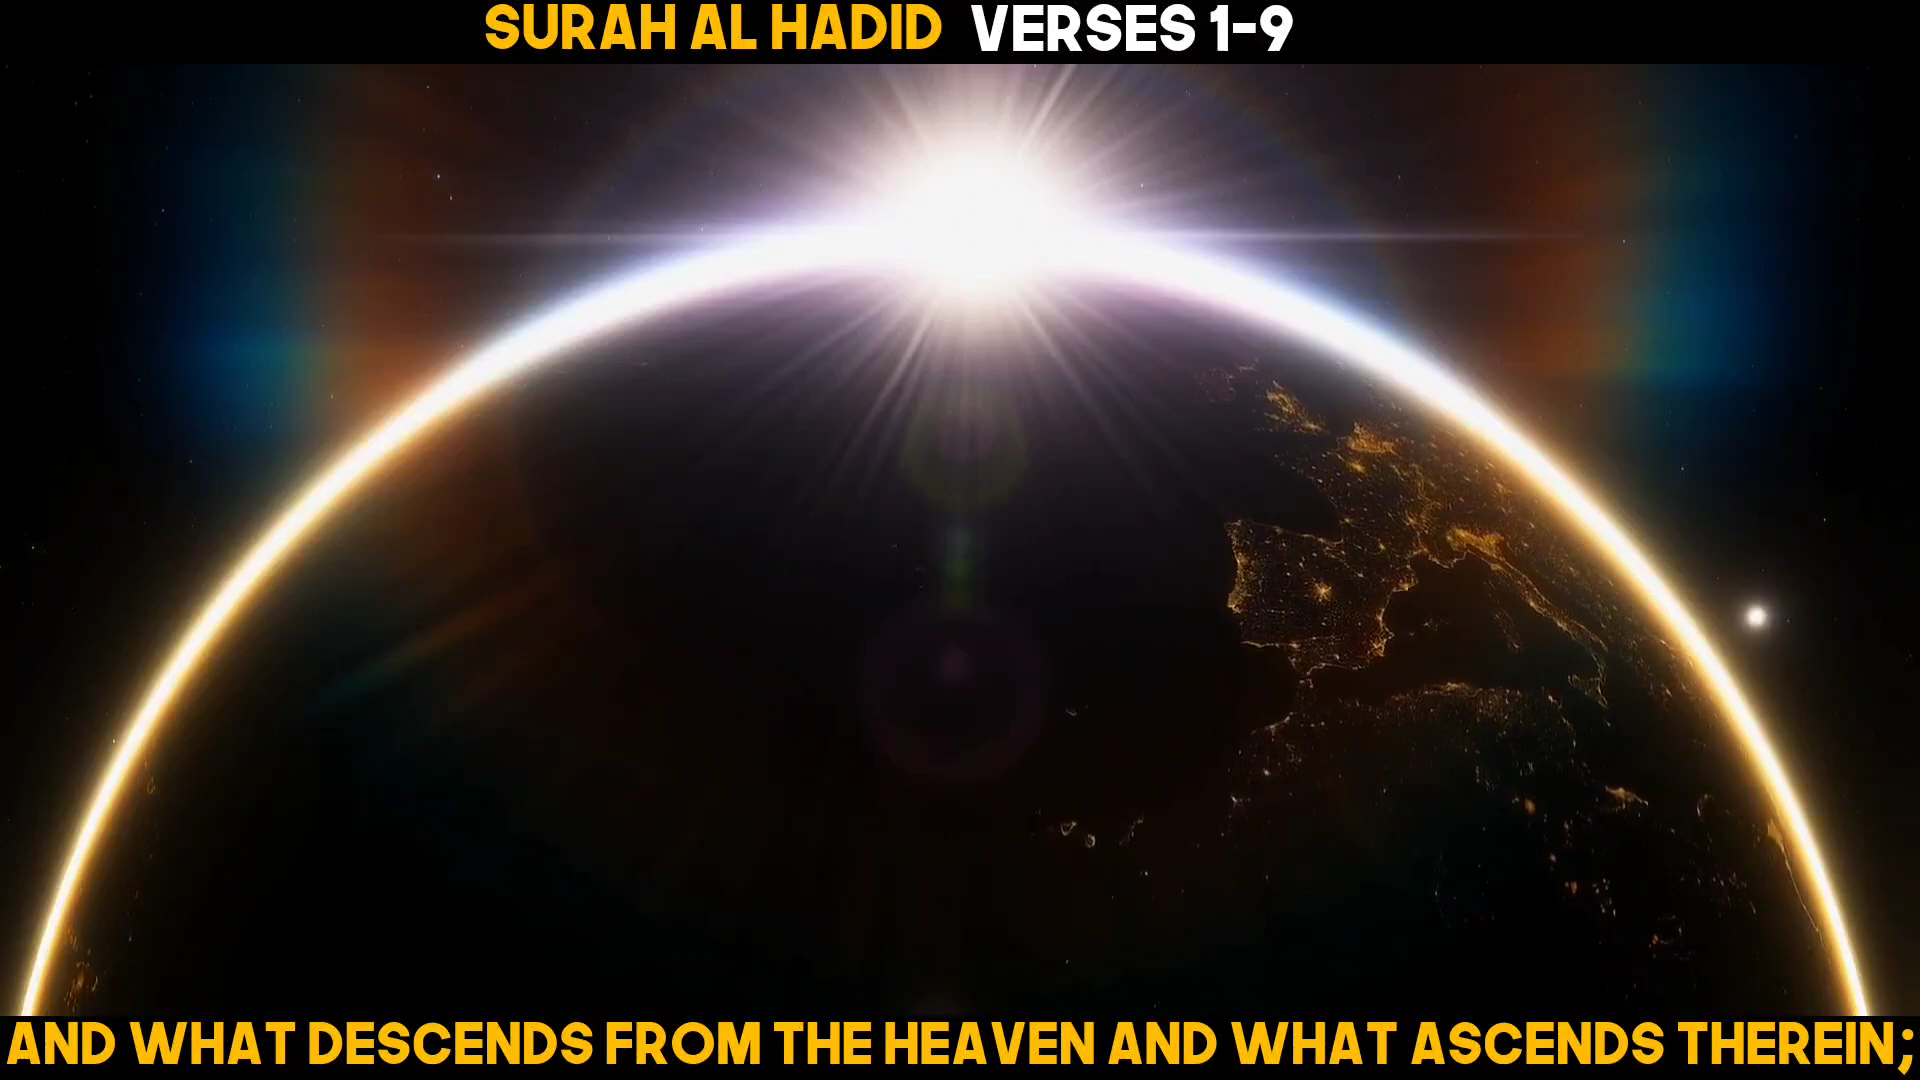 SURAH AL HADID VERSES 1-9
AND WHAT DESCENDS FROM THE HEAVEN AND WHAT ASCENDS THEREIN;